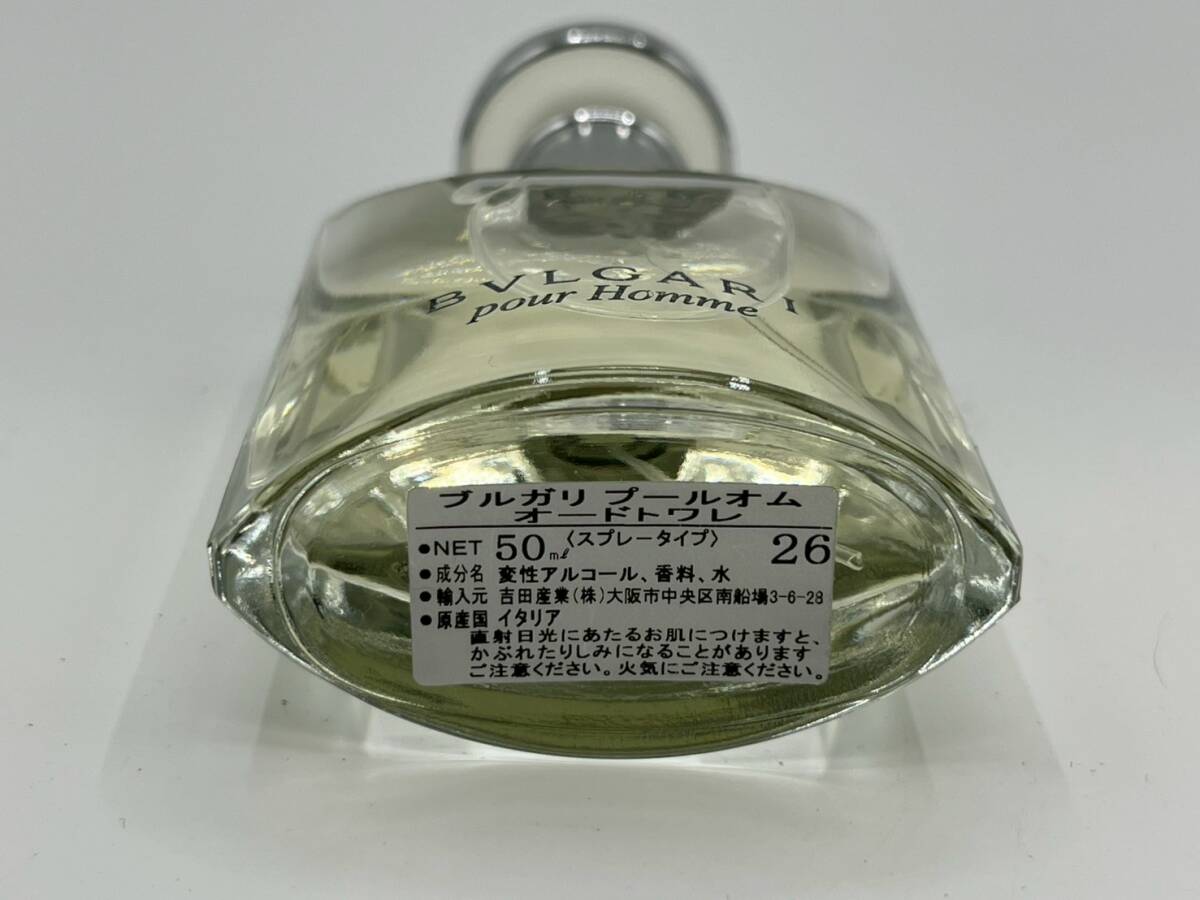 BVLGARI
pour Homme
ブルガリ プールオム
オードトワレ
●NET 50㎖〈スプレータイプ〉 26
●成分名 変性アルコール、香料、水
●輸入元 吉田産業(株)大阪市中央区南船場3-6-28
●原産国 イタリア
直射日光にあたるお肌につけますと、
かぶれたりしみになることがあります
ご注意ください。火気にご注意ください。